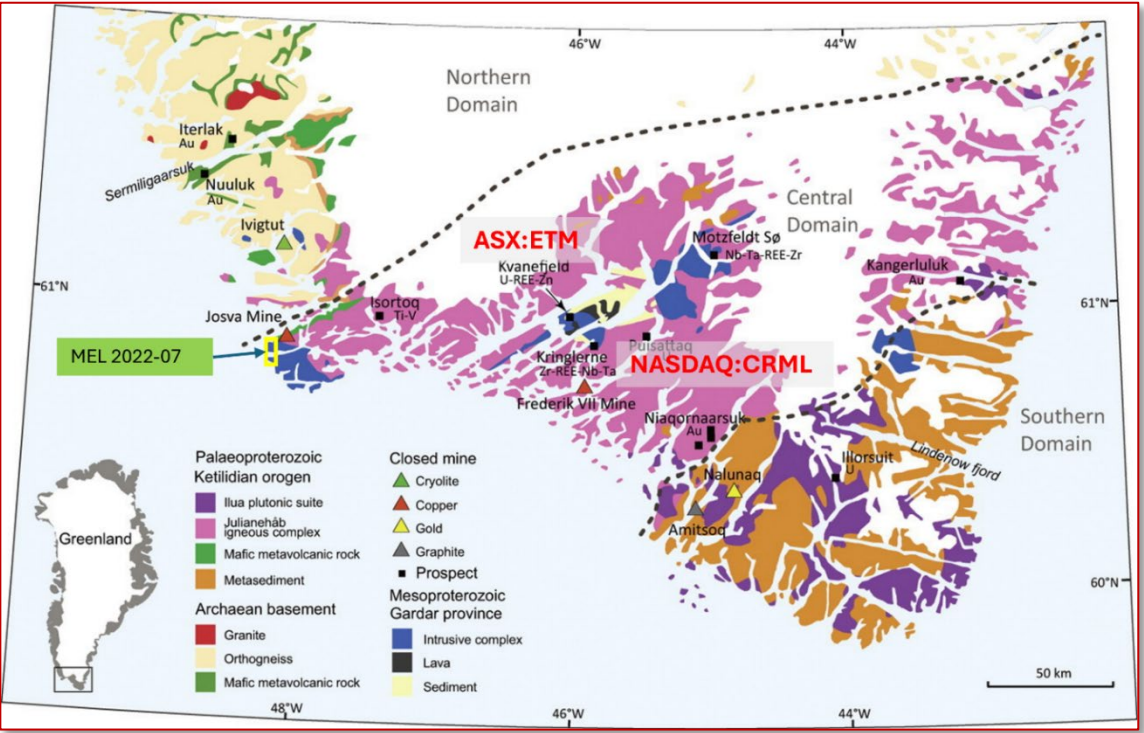 46°W
44°W
Northern
Domain
Iterlak
Au
Sermiligaarsuk
Nuuluk
Au
Ivigtut
61°N
Josva Mine
Isortoq
Ti-V
MEL 2022-07
ASX:ETM
Kvanefjeld
U-REE-Zn
Motzfeldt Sø
Nb-Ta-REE-Zr
Central
Domain
Kangerluluk
Au
61°N
Kringlerne
Zr-REE-Nb-Ta
Puisattaq
NASDAQ:CRML
Frederik VII Mine
Niaqornaarsuk
Au
Southern
Domain
Lindenow fjord
Illorsuit
U
Nalunaq
Amitsoq
60°N
Greenland
Palaeoproterozoic
Ketilidian orogen
Ilua plutonic suite
Julianehåb
igneous complex
Mafic metavolcanic rock
Metasediment
Archaean basement
Granite
Orthogneiss
Mafic metavolcanic rock
Closed mine
Cryolite
Copper
Gold
Graphite
Prospect
Mesoproterozoic
Gardar province
Intrusive complex
Lava
Sediment
50 km
48°W
46°W
44°W